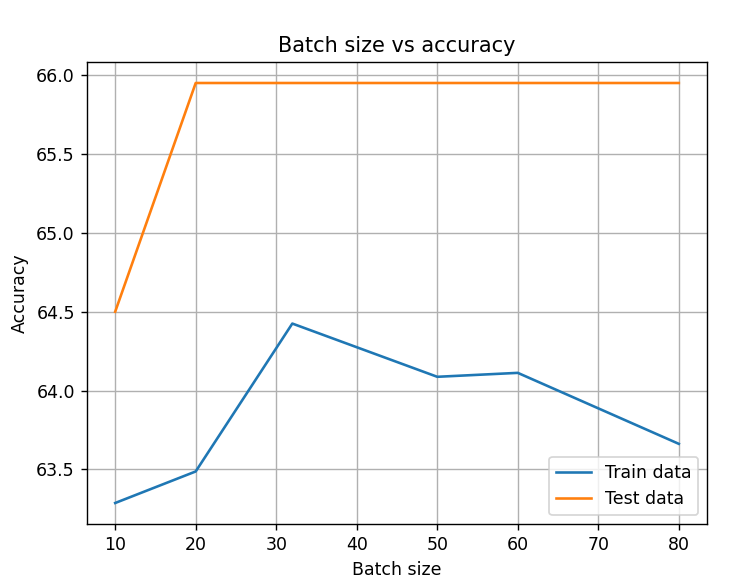 Batch size vs accuracy
66.0
65.5
65.0
64.5
64.0
63.5
Accuracy
Train data
Test data
10 20 30 40 50 60 70 80
Batch size